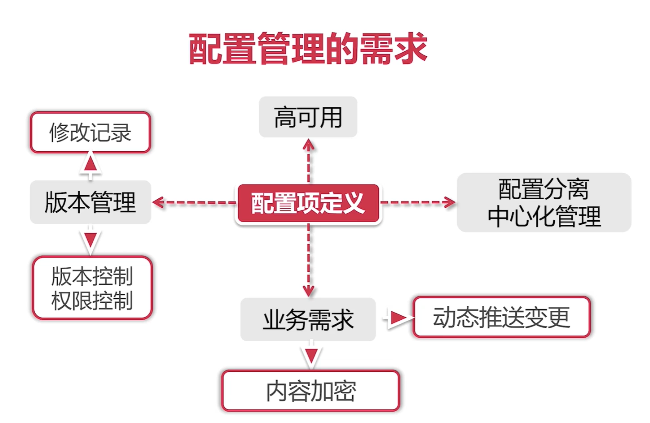 配置管理的需求
高可用
修改记录
版本管理
配置项定义
配置分离
中心化管理
版本控制
权限控制
业务需求
动态推送变更
内容加密